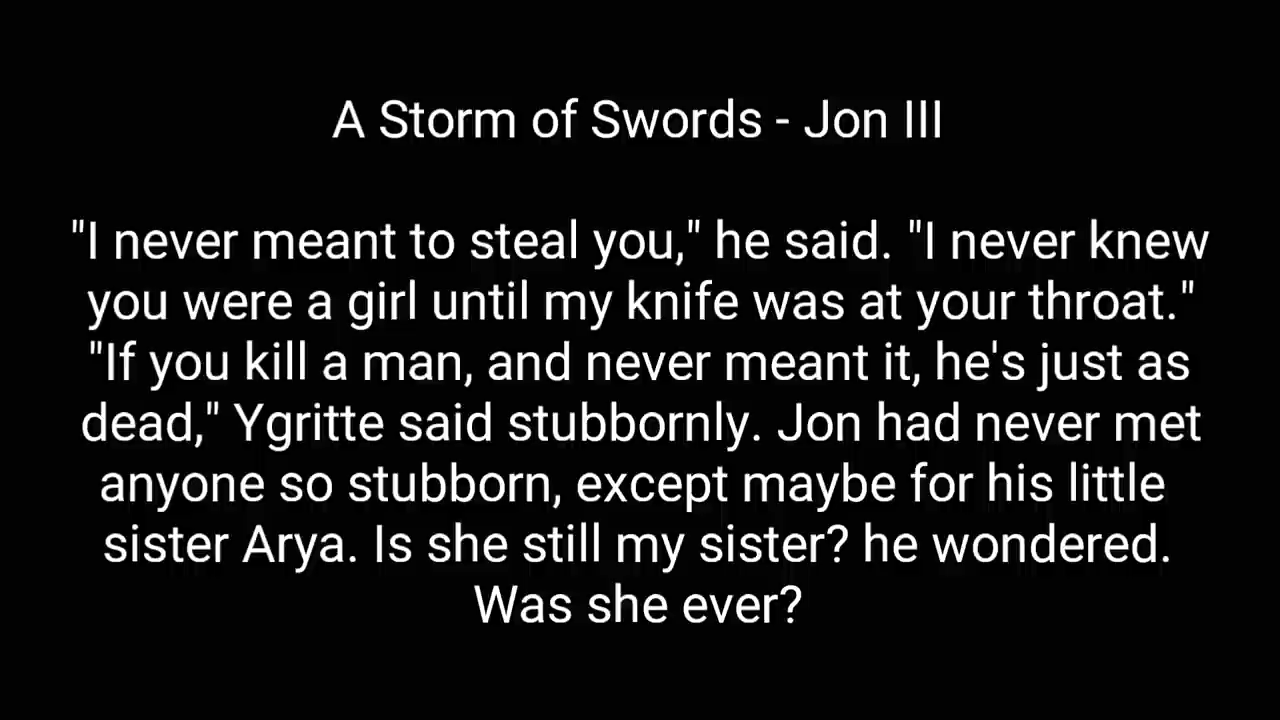 A Storm of Swords - Jon III
"I never meant to steal you," he said. "I never knew
you were a girl until my knife was at your throat."
"If you kill a man, and never meant it, he's just as
dead," Ygritte said stubbornly. Jon had never met
anyone so stubborn, except maybe for his little
sister Arya. Is she still my sister? he wondered.
Was she ever?